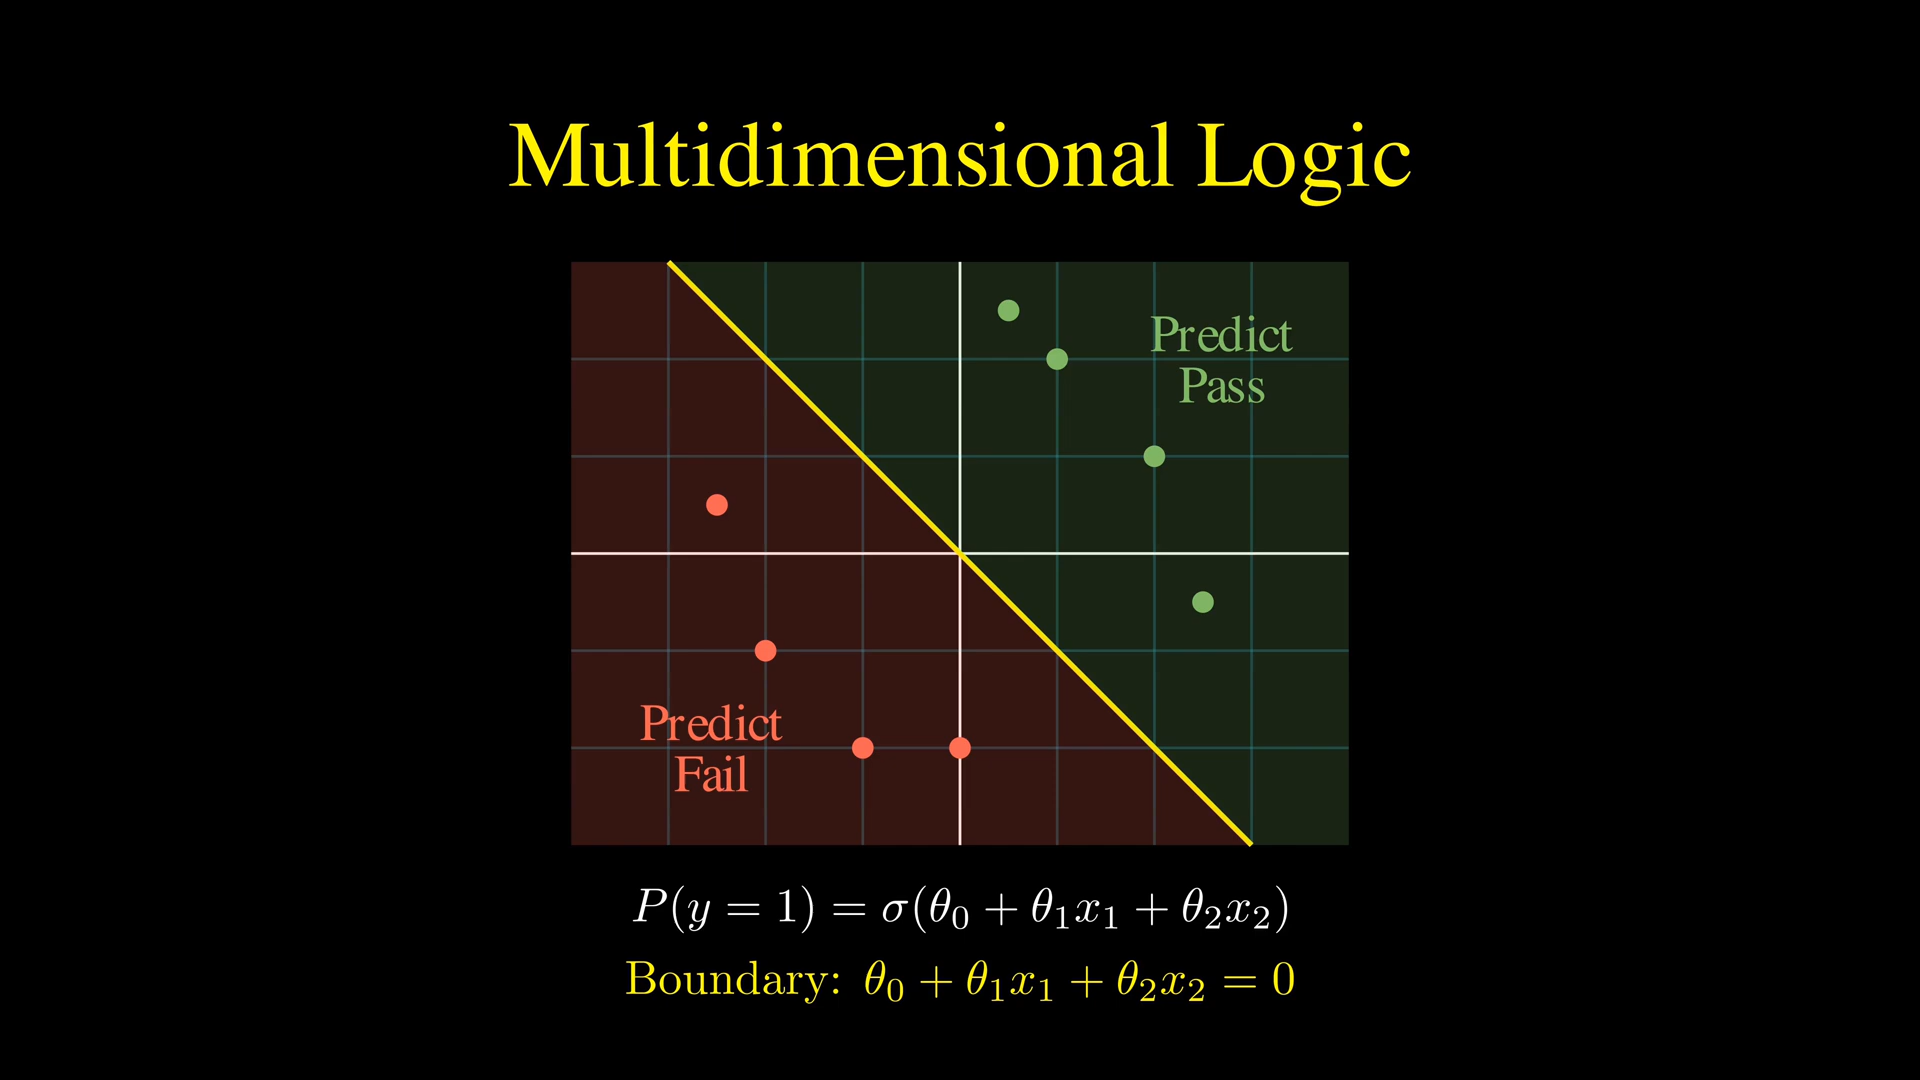 Multidimensional Logic
Predict
Pass
Predict
Fail
P(y = 1) = σ(θ₀ + θ₁x₁ + θ₂x₂)
Boundary: θ₀ + θ₁x₁ + θ₂x₂ = 0